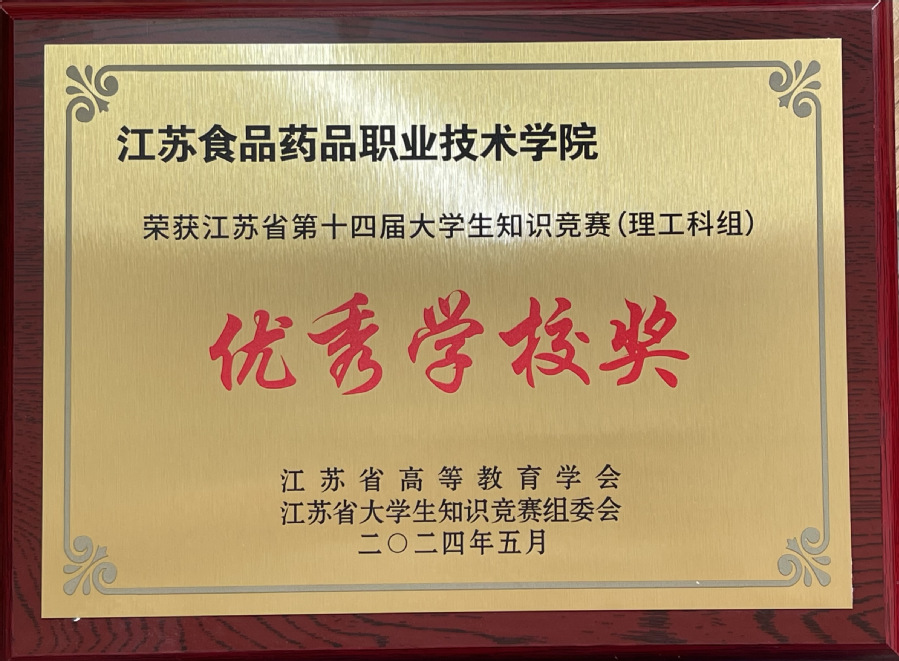 江苏食品药品职业技术学院
荣获江苏省第十四届大学生知识竞赛(理工科组)
优秀学校奖
江苏省高等教育学会
江苏省大学生知识竞赛组委会
二〇二四年五月